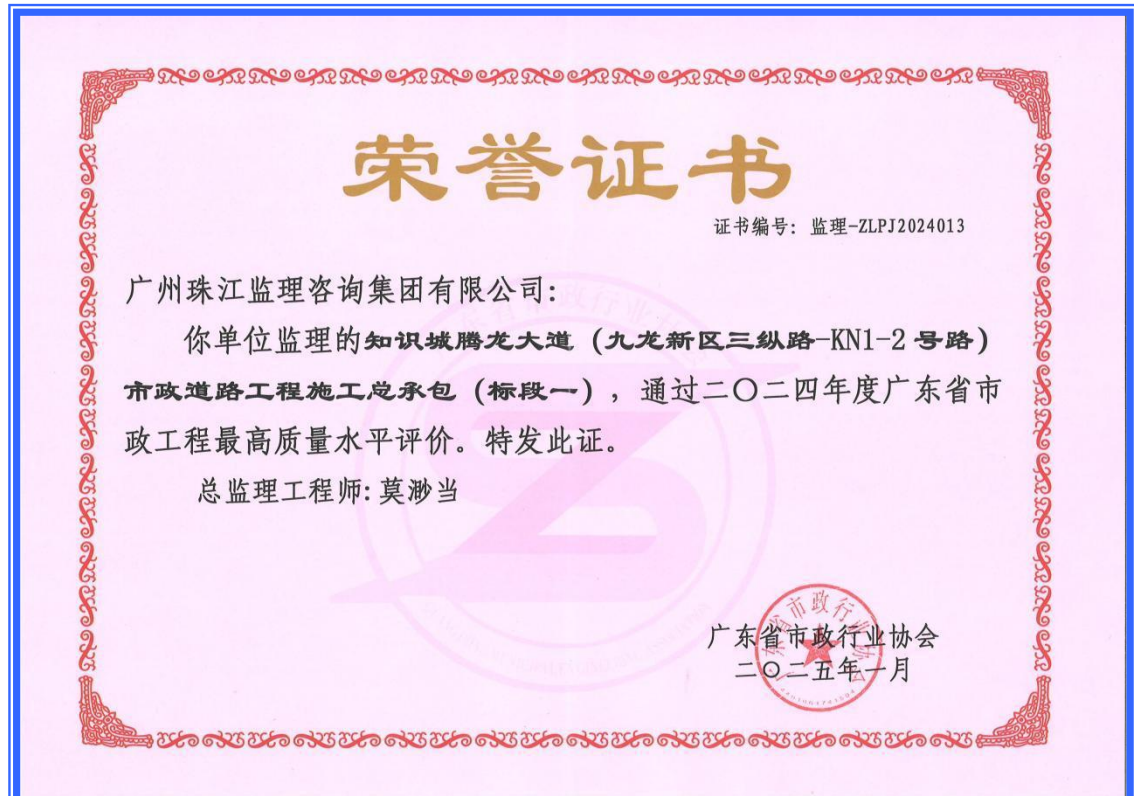 荣誉证书
证书编号：监理-ZLPJ2024013
广州珠江监理咨询集团有限公司：
你单位监理的知识城腾龙大道（九龙新区三纵路-KN1-2号路）
市政道路工程施工总承包（标段一），通过二〇二四年度广东省市
政工程最高质量水平评价。特发此证。
总监理工程师：莫渺当
广东省市政行业协会
二〇二五年一月